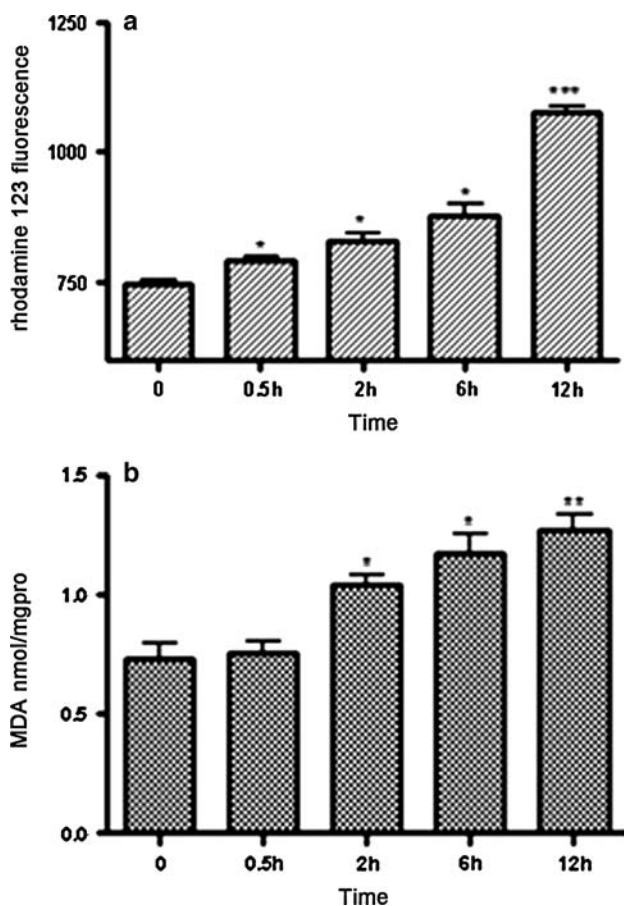 a
rhodamine 123 fluorescence
1250
1000
750
*
*
*
***
0 0.5h 2h 6h 12h
Time
b
MDA nmol/mgpro
1.5
1.0
0.5
0.0
*
*
**
0 0.5h 2h 6h 12h
Time